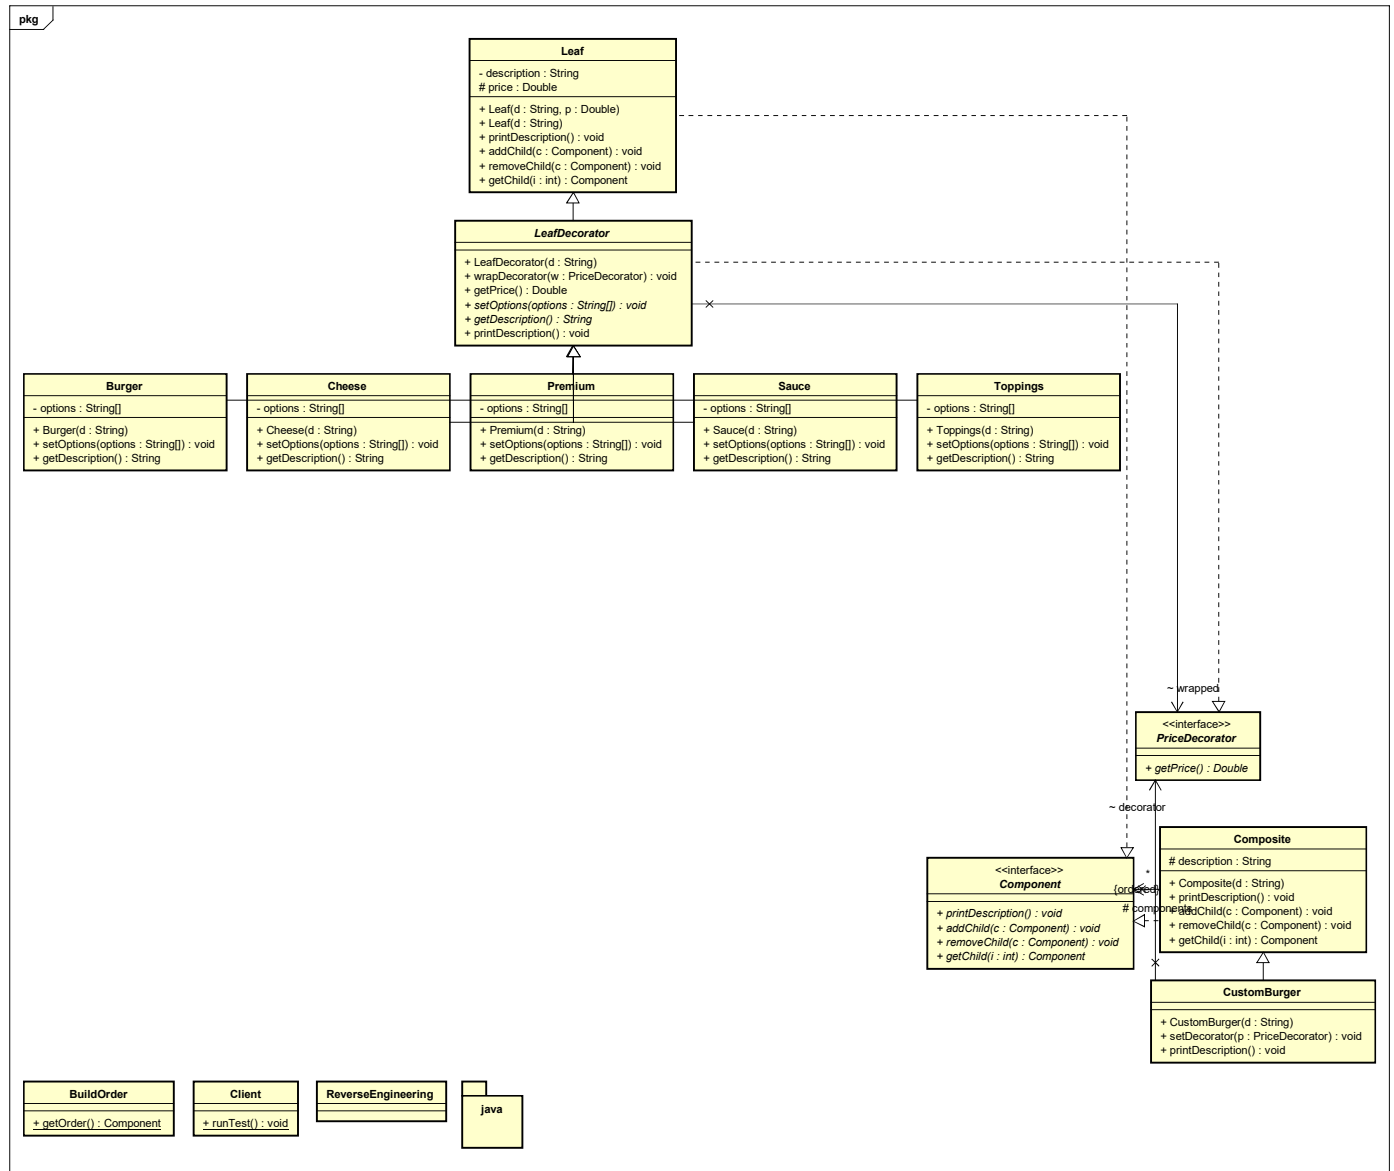 pkg
Leaf
- description : String
# price : Double
+ Leaf(d : String, p : Double)
+ Leaf(d : String)
+ printDescription() : void
+ addChild(c : Component) : void
+ removeChild(c : Component) : void
+ getChild(i : int) : Component
LeafDecorator
+ LeafDecorator(d : String)
+ wrapDecorator(w : PriceDecorator) : void
+ getPrice() : Double
+ setOptions(options : String[]) : void
+ getDescription() : String
+ printDescription() : void
Burger
- options : String[]
+ Burger(d : String)
+ setOptions(options : String[]) : void
+ getDescription() : String
Cheese
- options : String[]
+ Cheese(d : String)
+ setOptions(options : String[]) : void
+ getDescription() : String
Premium
- options : String[]
+ Premium(d : String)
+ setOptions(options : String[]) : void
+ getDescription() : String
Sauce
- options : String[]
+ Sauce(d : String)
+ setOptions(options : String[]) : void
+ getDescription() : String
Toppings
- options : String[]
+ Toppings(d : String)
+ setOptions(options : String[]) : void
+ getDescription() : String
~ wrapped
<<interface>>
PriceDecorator
+ getPrice() : Double
~ decorator
<<interface>>
Component
+ printDescription() : void
+ addChild(c : Component) : void
+ removeChild(c : Component) : void
+ getChild(i : int) : Component
*
{ordered}
# components
Composite
# description : String
+ Composite(d : String)
+ printDescription() : void
+ addChild(c : Component) : void
+ removeChild(c : Component) : void
+ getChild(i : int) : Component
CustomBurger
+ CustomBurger(d : String)
+ setDecorator(p : PriceDecorator) : void
+ printDescription() : void
BuildOrder
+ getOrder() : Component
Client
+ runTest() : void
ReverseEngineering
java